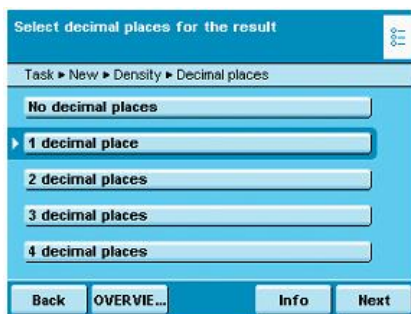 Select decimal places for the result
Task ▸ New ▸ Density ▸ Decimal places
No decimal places
1 decimal place
2 decimal places
3 decimal places
4 decimal places
Back OVERVIE... Info Next